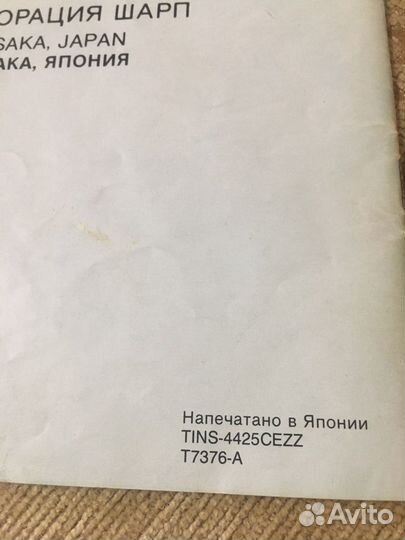 ОРАЦИЯ ШАРП
SAKA, JAPAN
АКА, ЯПОНИЯ
Напечатано в Японии
TINS-4425CEZZ
T7376-A
Avito